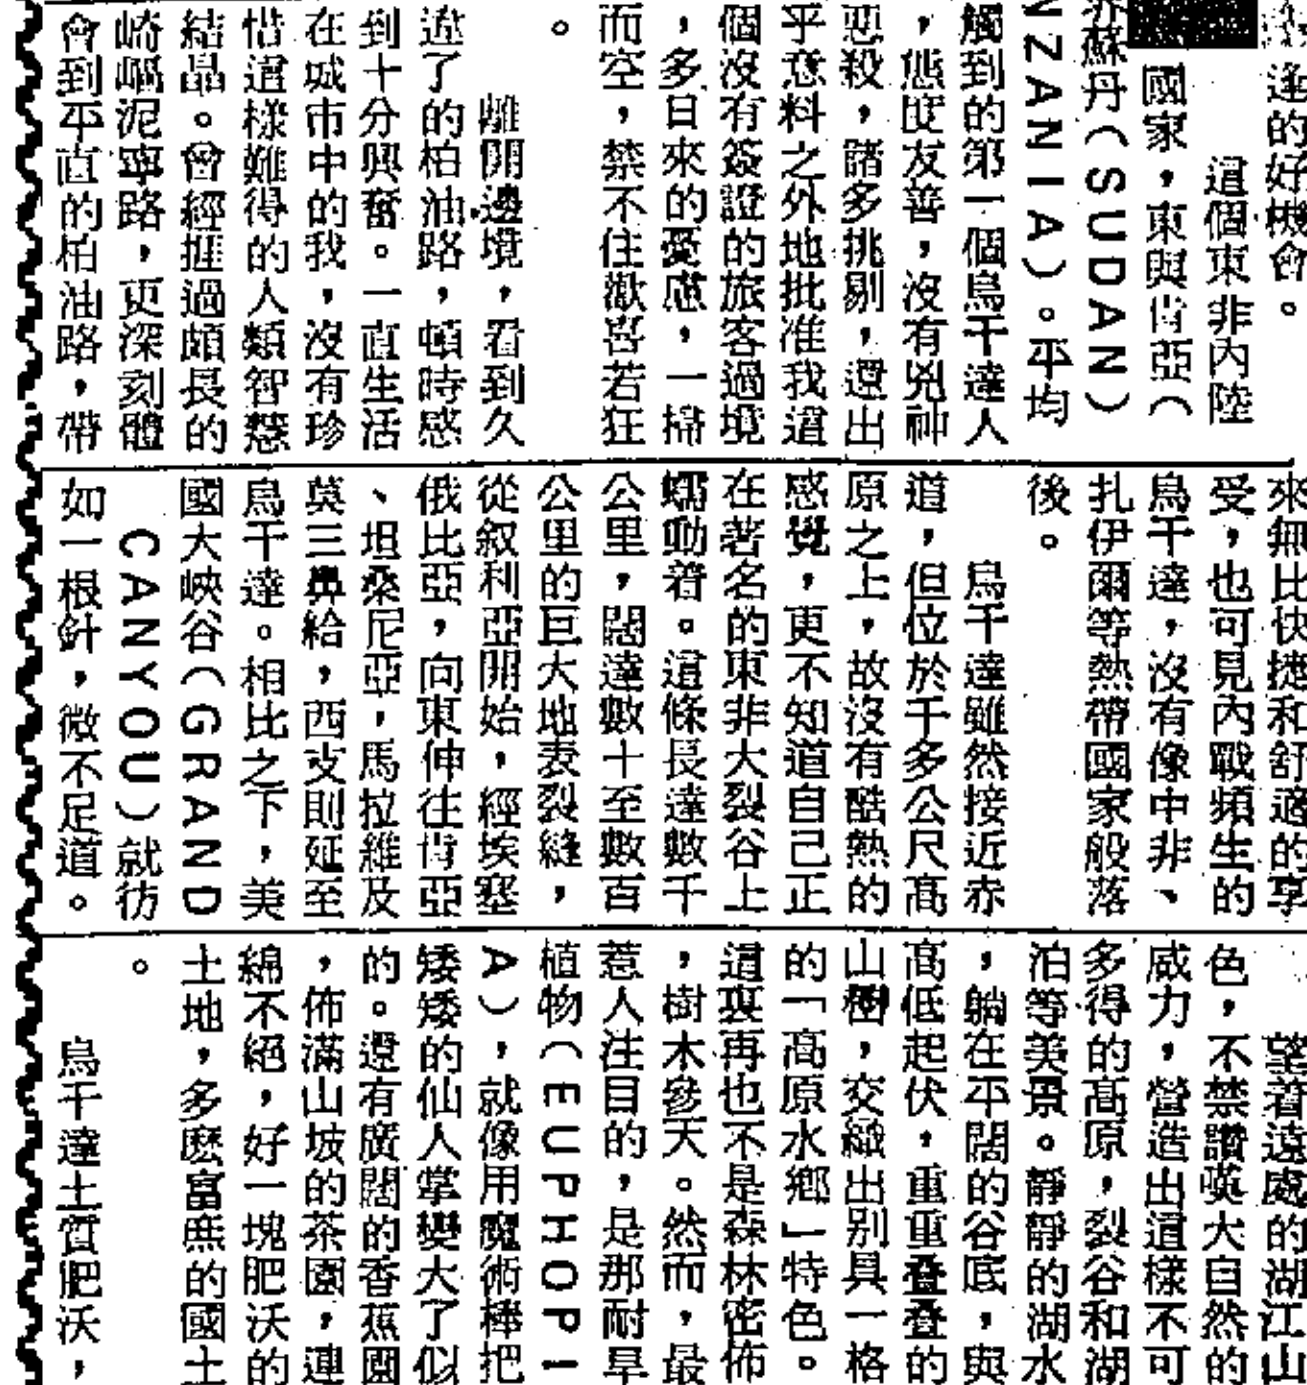 逢的好機會。
這個東非內陸
國家，東與肯亞（
蘇丹（SUDAN）
NZANIA）。平均
觸到的第一個烏干達人
，態度友善，沒有兇神
惡殺，諸多挑剔，還出
乎意料之外地批准我這
個沒有簽證的旅客過境
，多日來的憂慮，一掃
而空，禁不住歡喜若狂
。
離開邊境，看到久
違了的柏油路，頓時感
到十分興奮。一直生活
在城市中的我，沒有珍
惜這樣難得的人類智慧
結晶。曾經捱過頗長的
崎嶇泥寧路，更深刻體
會到平直的柏油路，帶
來無比快捷和舒適的享
受，也可見內戰頻生的
烏干達，沒有像中非、
扎伊爾等熱帶國家般落
後。
烏干達雖然接近赤
道，但位於千多公尺高
原之上，故沒有酷熱的
感覺，更不知道自己正
在著名的東非大裂谷上
蠕動着。這條長達數千
公里，闊達數十至數百
公里的巨大地表裂縫，
從叙利亞開始，經埃塞
俄比亞，向東伸往肯亞
、坦桑尼亞，馬拉維及
莫三鼻給，西支則延至
烏干達。相比之下，美
國大峽谷（GRAND
CANYOU）就彷
如一根針，微不足道。
望着遠處的湖江山
色，不禁讚嘆大自然的
威力，營造出這樣不可
多得的高原，裂谷和湖
泊等美景。靜靜的湖水
，躺在平闊的谷底，與
高低起伏，重重疊疊的
山巒，交織出別具一格
的「高原水鄉」特色。
這裏再也不是森林密佈
，樹木參天。然而，最
惹人注目的，是那耐旱
植物（EUPHOPI
A），就像用魔術棒把
矮矮的仙人掌變大了似
的。還有廣闊的香蕉園
，佈滿山坡的茶園，連
綿不絕，好一塊肥沃的
土地，多麼富庶的國土
。
烏干達土質肥沃，